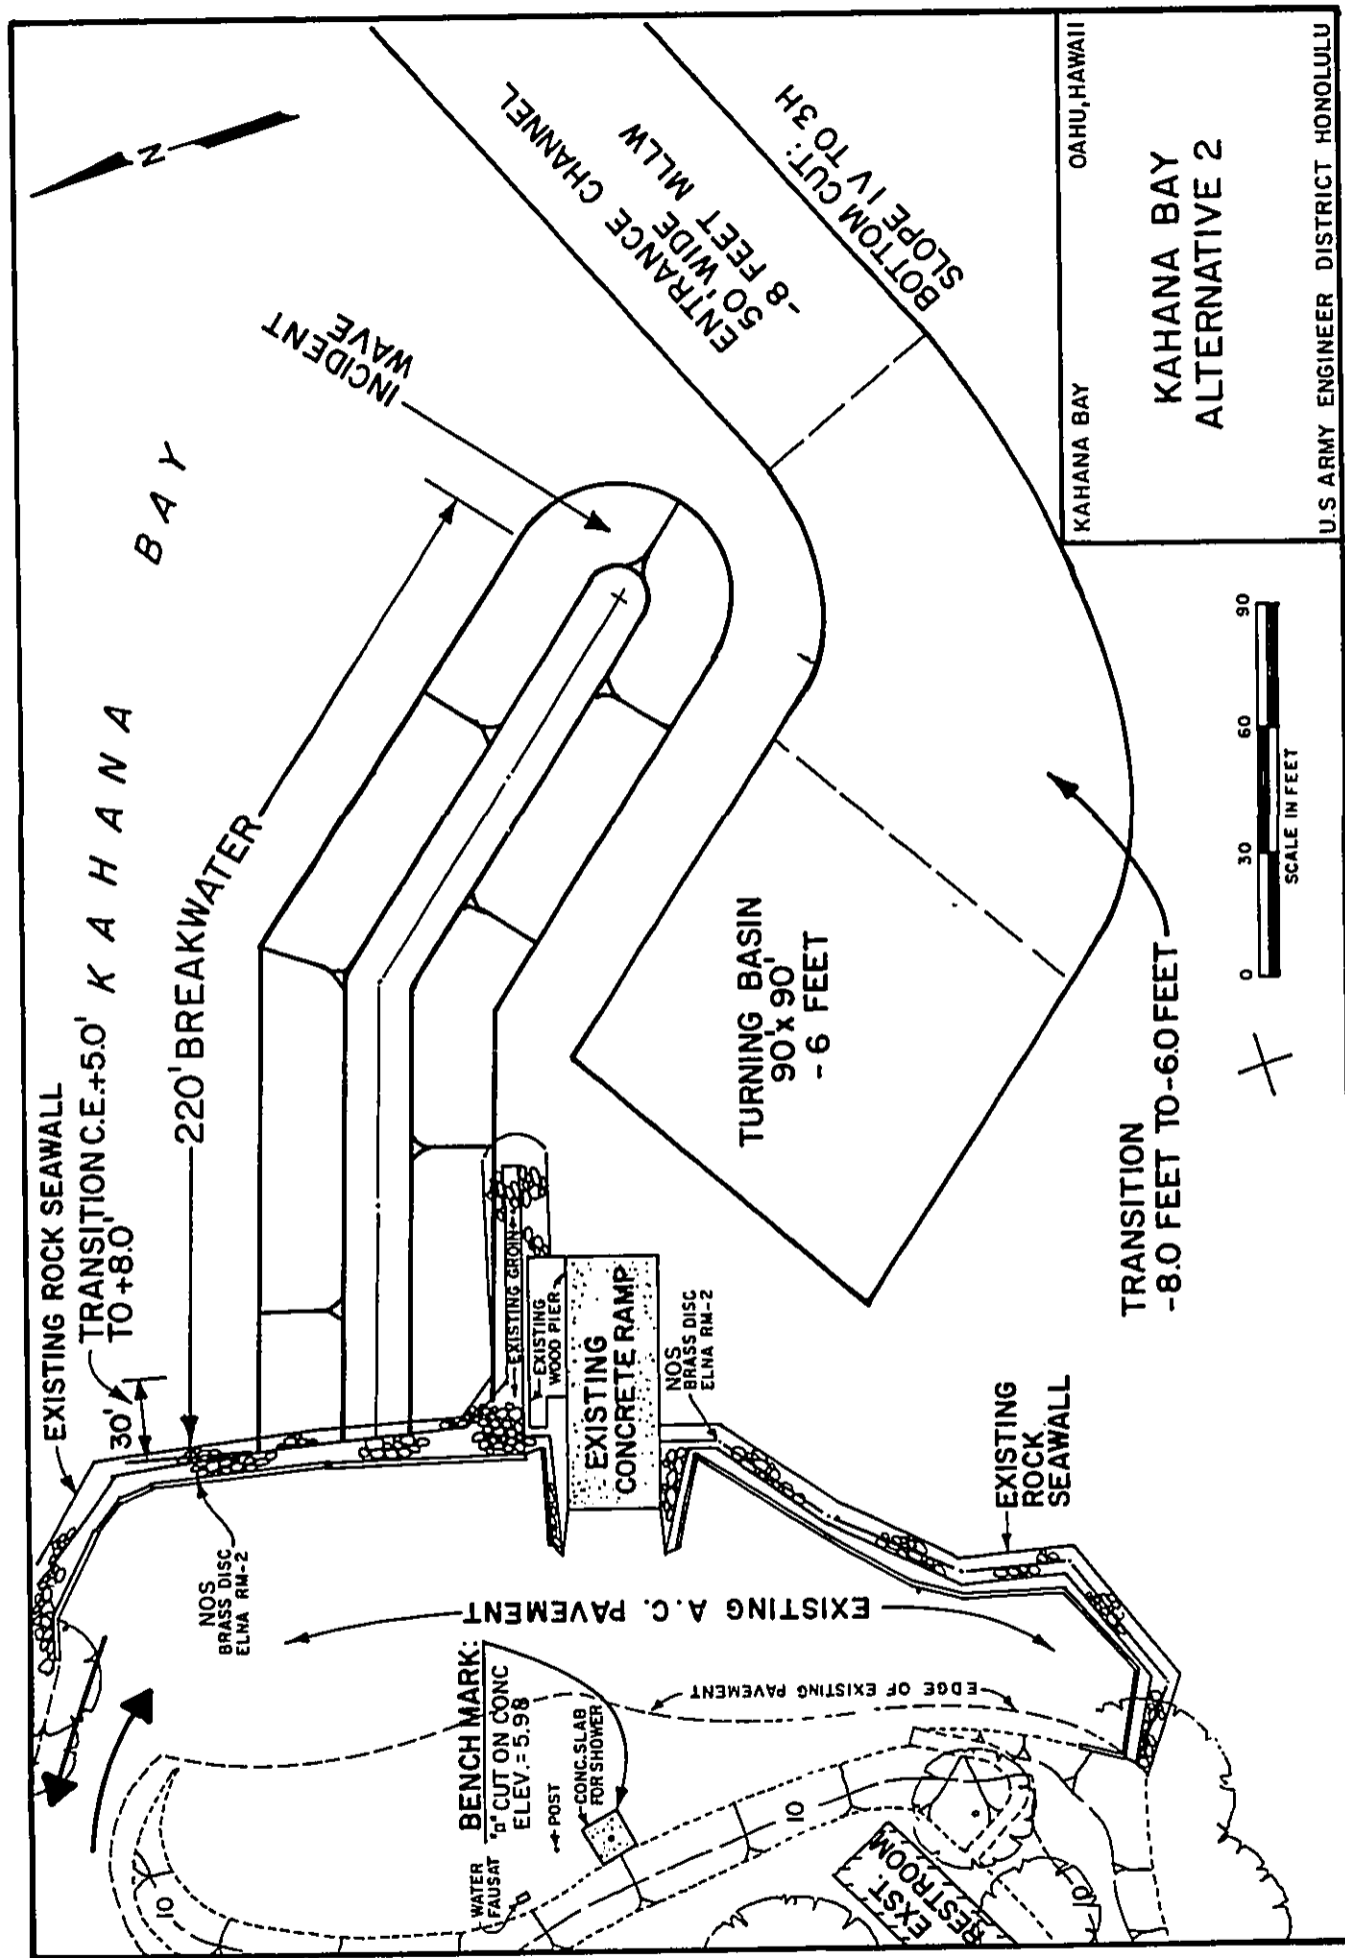 EXISTING ROCK SEAWALL
TRANSITION C.E.+5.0'
TO +8.0'
30'
220' BREAKWATER
KAHANA BAY
N
INCIDENT
WAVE
ENTRANCE CHANNEL
50' WIDE
-8 FEET MLLW
BOTTOM CUT:
SLOPE 1V TO 3H
NOS
BRASS DISC
ELNA RM-2
EXISTING GROIN
EXISTING
WOOD PIER
EXISTING
CONCRETE RAMP
NOS
BRASS DISC
ELNA RM-2
TURNING BASIN
90' x 90'
- 6 FEET
TRANSITION
-8.0 FEET TO -6.0 FEET
EXISTING
ROCK
SEAWALL
EXISTING A.C. PAVEMENT
EDGE OF EXISTING PAVEMENT
BENCHMARK:
"□" CUT ON CONC
ELEV.=5.98
POST
CONC. SLAB
FOR SHOWER
WATER
FAUSAT
10
10
10
EXST.
RESTROOM
0 30 60 90
SCALE IN FEET
KAHANA BAY OAHU, HAWAII
KAHANA BAY
ALTERNATIVE 2
U.S ARMY ENGINEER DISTRICT HONOLULU